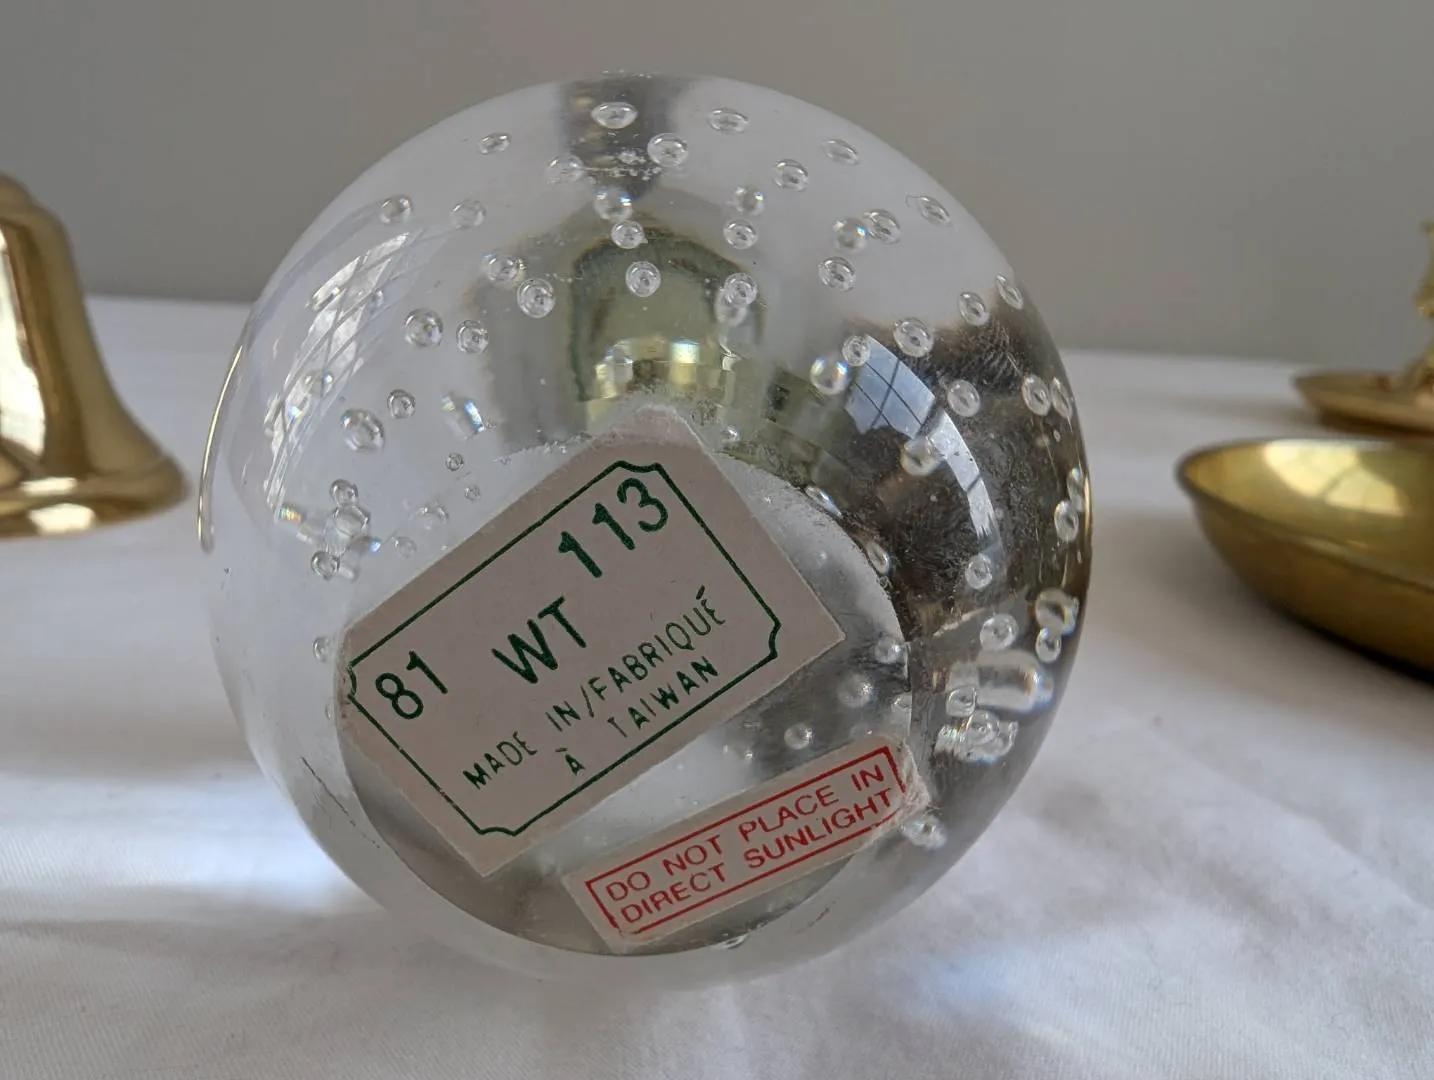 81 WT 113
MADE IN/FABRIQUÉ
À TAIWAN
DO NOT PLACE IN
DIRECT SUNLIGHT